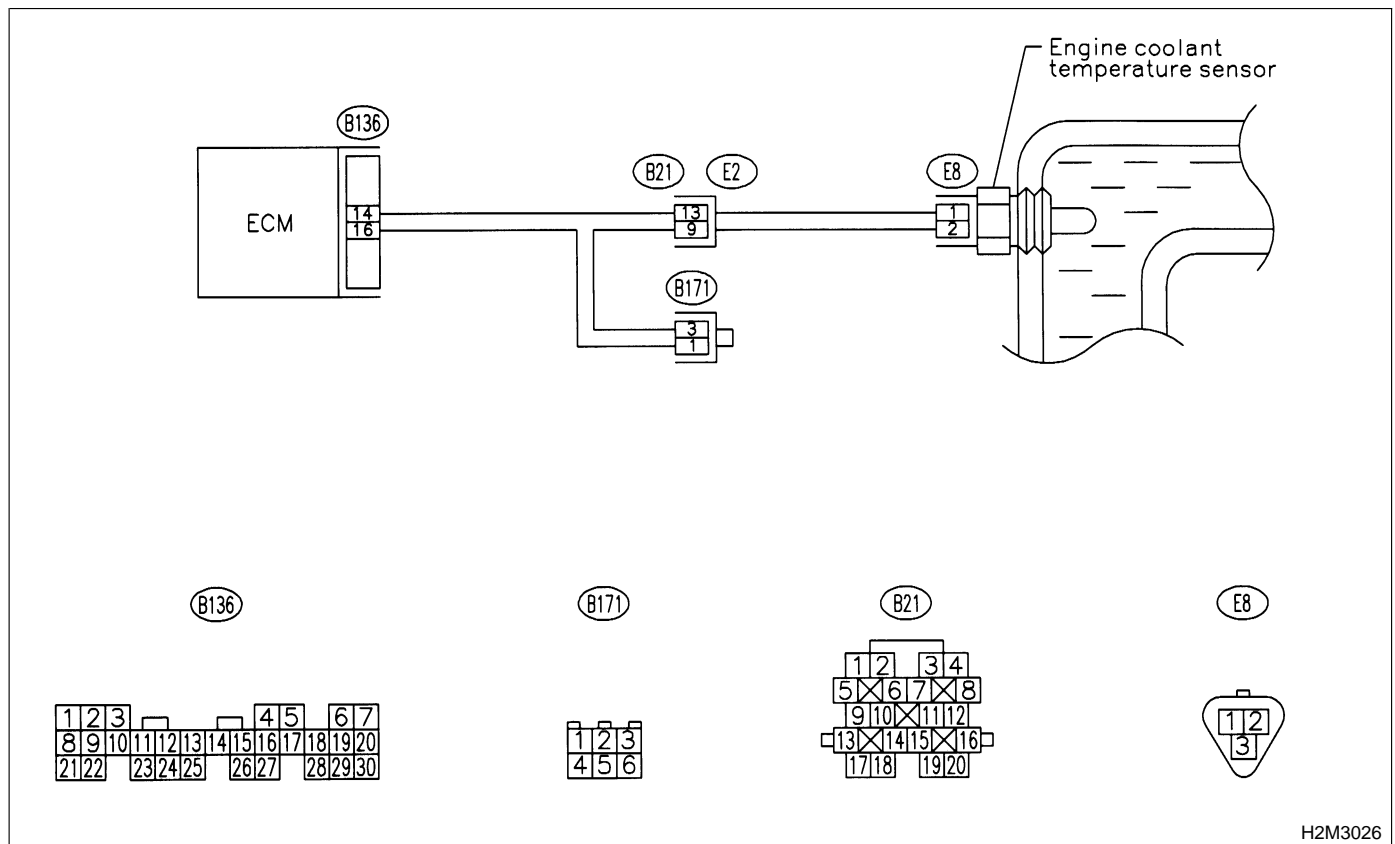 Engine coolant
temperature sensor
B136
B21 E2 E8
ECM
14
16
13
9
1
2
B171
3
1
B136 B171 B21 E8
1 2 3 4 5 6 7
8 9 10 11 12 13 14 15 16 17 18 19 20
21 22 23 24 25 26 27 28 29 30
1 2 3
4 5 6
1 2 3 4
5 6 7 8
9 10 11 12
13 14 15 16
17 18 19 20
1 2
3
H2M3026